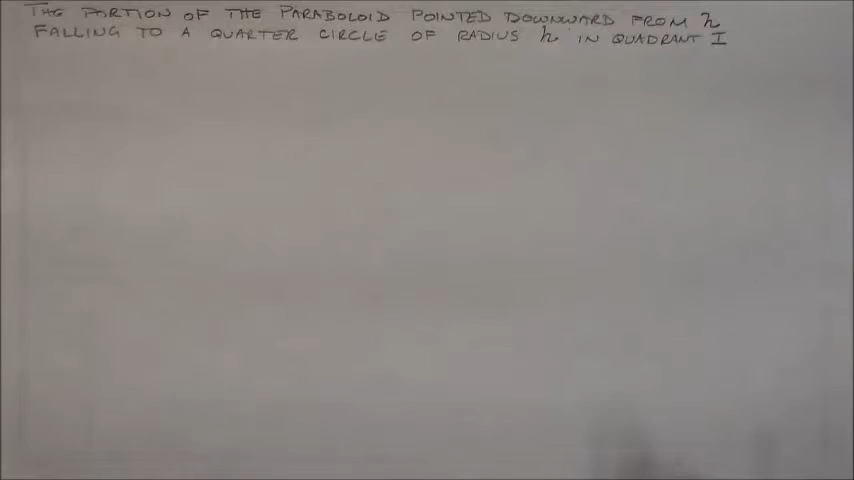 THE PORTION OF THE PARABOLOID POINTED DOWNWARD FROM h
FALLING TO A QUARTER CIRCLE OF RADIUS h IN QUADRANT I